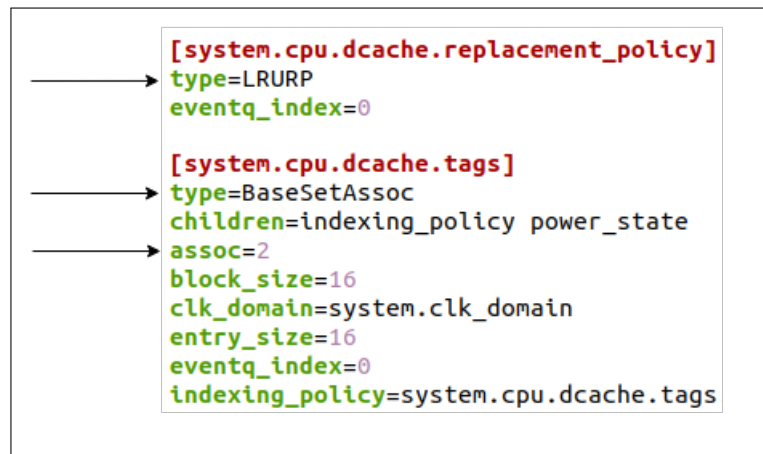 [system.cpu.dcache.replacement_policy]
type=LRURP
eventq_index=0
[system.cpu.dcache.tags]
type=BaseSetAssoc
children=indexing_policy power_state
assoc=2
block_size=16
clk_domain=system.clk_domain
entry_size=16
eventq_index=0
indexing_policy=system.cpu.dcache.tags